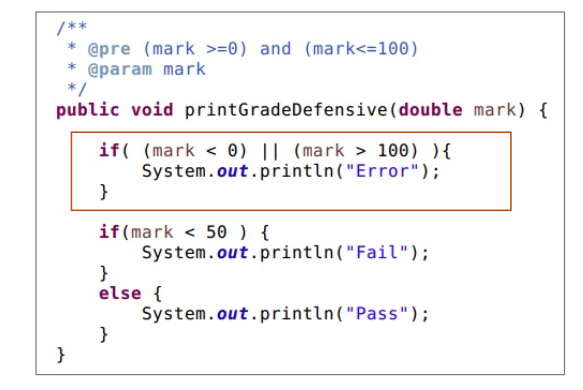 /**
 * @pre (mark >=0) and (mark<=100)
 * @param mark
 */
public void printGradeDefensive(double mark) {
if( (mark < 0) || (mark > 100) ){
System.out.println("Error");
}
if(mark < 50 ) {
System.out.println("Fail");
}
else {
System.out.println("Pass");
}
}